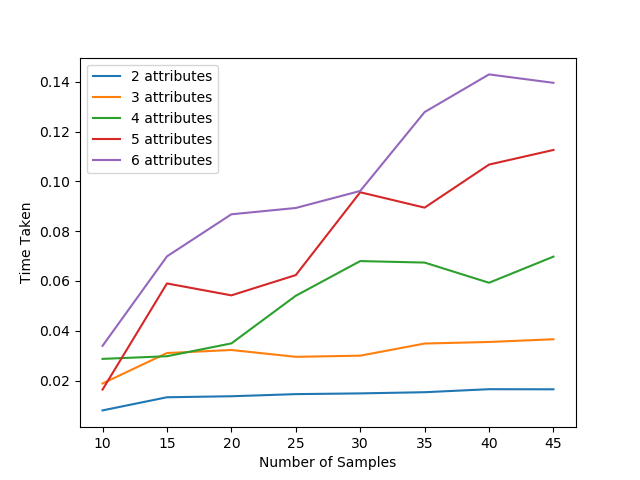 2 attributes
3 attributes
4 attributes
5 attributes
6 attributes
0.14
0.12
0.10
0.08
0.06
0.04
0.02
Time Taken
10 15 20 25 30 35 40 45
Number of Samples